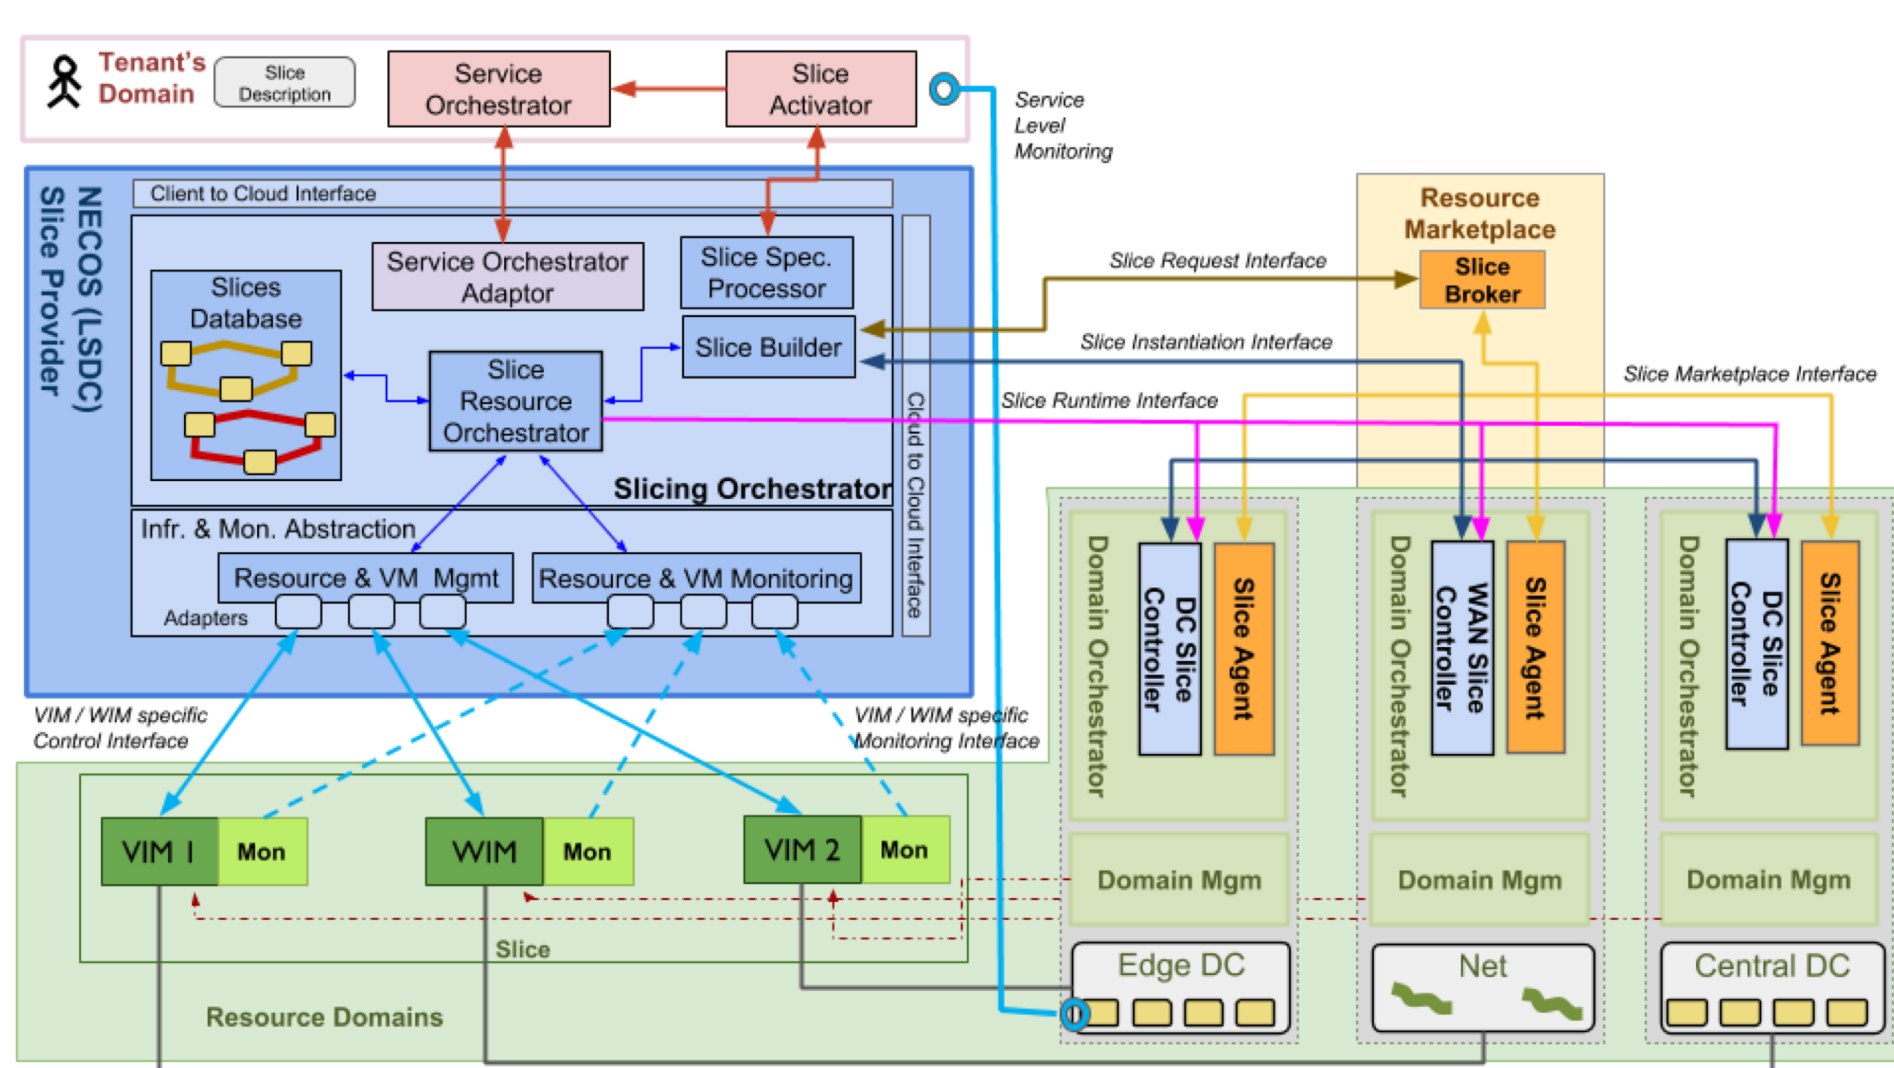 Tenant's
Domain
Slice
Description
Service
Orchestrator
Slice
Activator
Service
Level
Monitoring
NECOS (LSDC)
Slice Provider
Client to Cloud Interface
Cloud to Cloud Interface
Service Orchestrator
Adaptor
Slice Spec.
Processor
Slices
Database
Slice Builder
Slice
Resource
Orchestrator
Slicing Orchestrator
Infr. & Mon. Abstraction
Resource & VM Mgmt
Resource & VM Monitoring
Adapters
Resource
Marketplace
Slice
Broker
Slice Request Interface
Slice Instantiation Interface
Slice Marketplace Interface
Slice Runtime Interface
Domain Orchestrator
DC Slice
Controller
Slice Agent
Domain Orchestrator
WAN Slice
Controller
Slice Agent
Domain Orchestrator
DC Slice
Controller
Slice Agent
VIM / WIM specific
Control Interface
VIM / WIM specific
Monitoring Interface
VIM 1
Mon
WIM
Mon
VIM 2
Mon
Domain Mgm
Domain Mgm
Domain Mgm
Slice
Edge DC
Net
Central DC
Resource Domains